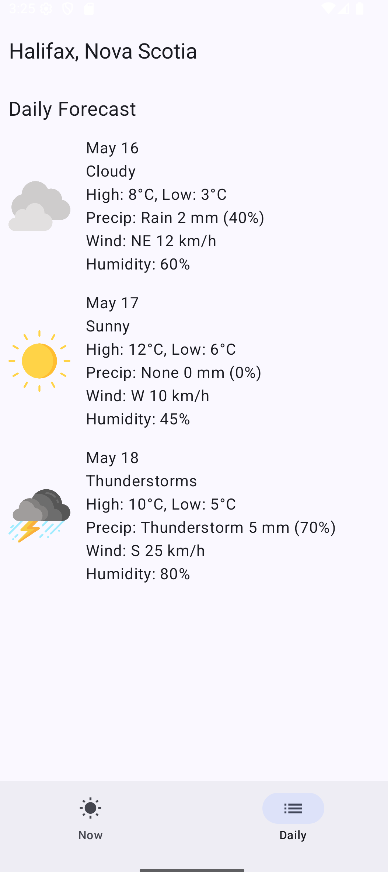 3:25
Halifax, Nova Scotia
Daily Forecast
May 16
Cloudy
High: 8°C, Low: 3°C
Precip: Rain 2 mm (40%)
Wind: NE 12 km/h
Humidity: 60%
May 17
Sunny
High: 12°C, Low: 6°C
Precip: None 0 mm (0%)
Wind: W 10 km/h
Humidity: 45%
May 18
Thunderstorms
High: 10°C, Low: 5°C
Precip: Thunderstorm 5 mm (70%)
Wind: S 25 km/h
Humidity: 80%
Now
Daily